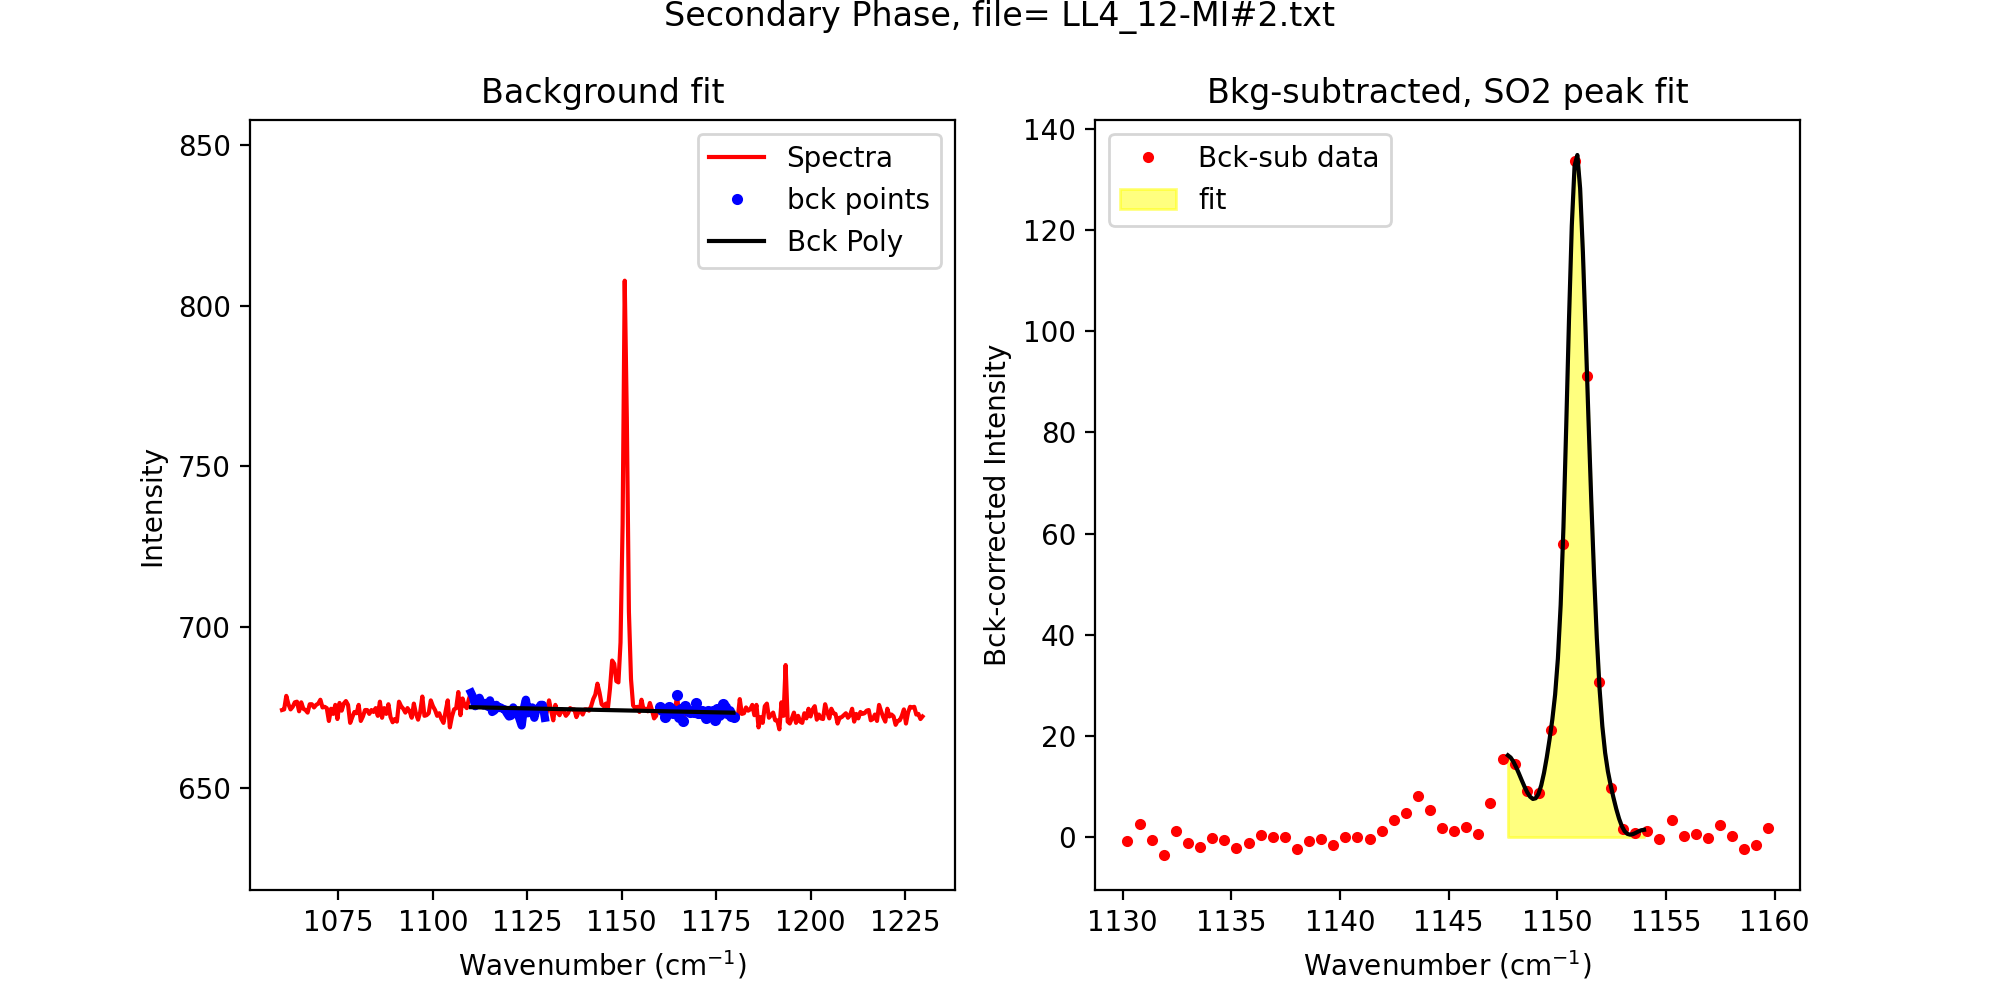 Secondary Phase, file= LL4_12-MI#2.txt
Background fit
850
800
750
700
650
Intensity
Spectra
bck points
Bck Poly
1075 1100 1125 1150 1175 1200 1225
Wavenumber (cm⁻¹)
Bkg-subtracted, SO2 peak fit
140
120
100
80
60
40
20
0
Bck-corrected Intensity
Bck-sub data
fit
1130 1135 1140 1145 1150 1155 1160
Wavenumber (cm⁻¹)